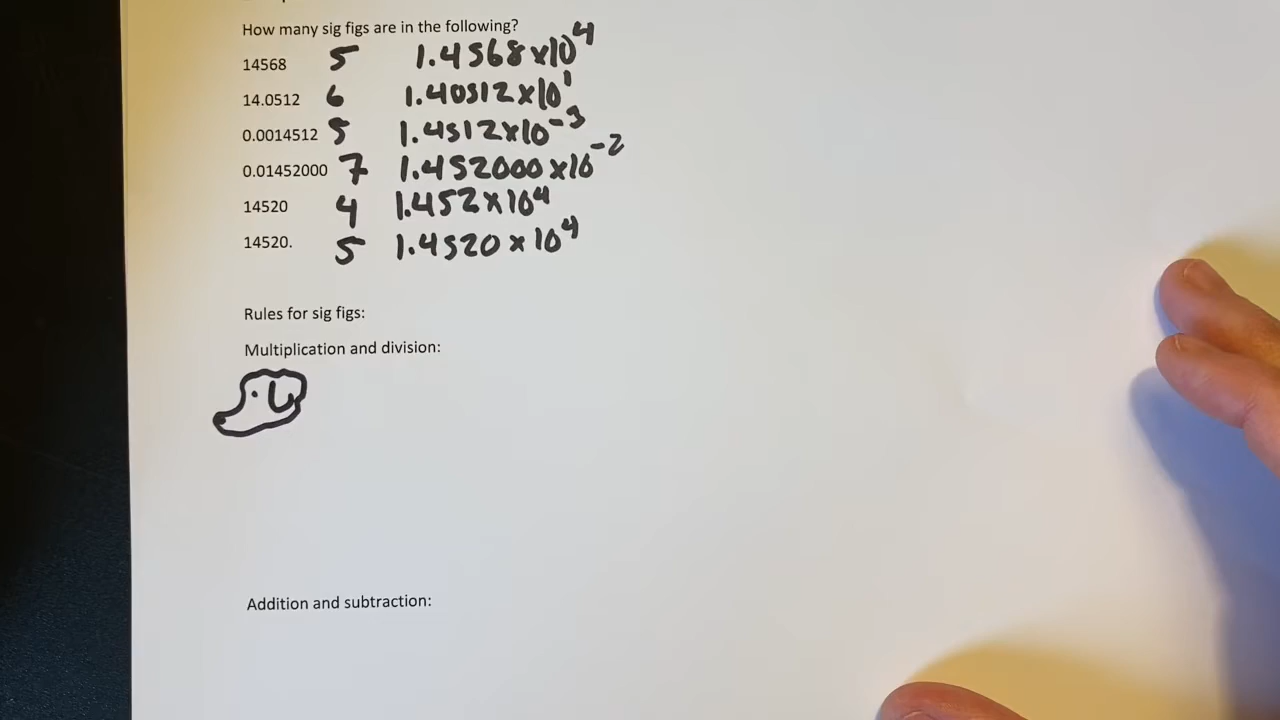 How many sig figs are in the following?
14568 5 1.4568x10^4
14.0512 6 1.40512x10^1
0.0014512 5 1.4512x10^-3
0.01452000 7 1.452000x10^-2
14520 4 1.452x10^4
14520. 5 1.4520 x 10^4
Rules for sig figs:
Multiplication and division:
Addition and subtraction: